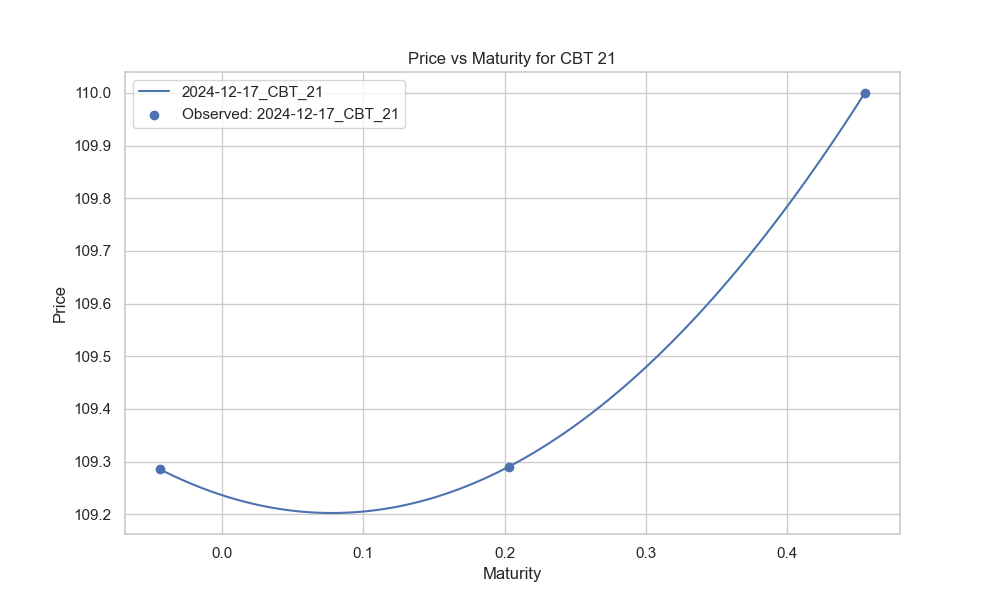 Price vs Maturity for CBT 21
2024-12-17_CBT_21
Observed: 2024-12-17_CBT_21
110.0
109.9
109.8
109.7
109.6
109.5
109.4
109.3
109.2
Price
0.0 0.1 0.2 0.3 0.4
Maturity